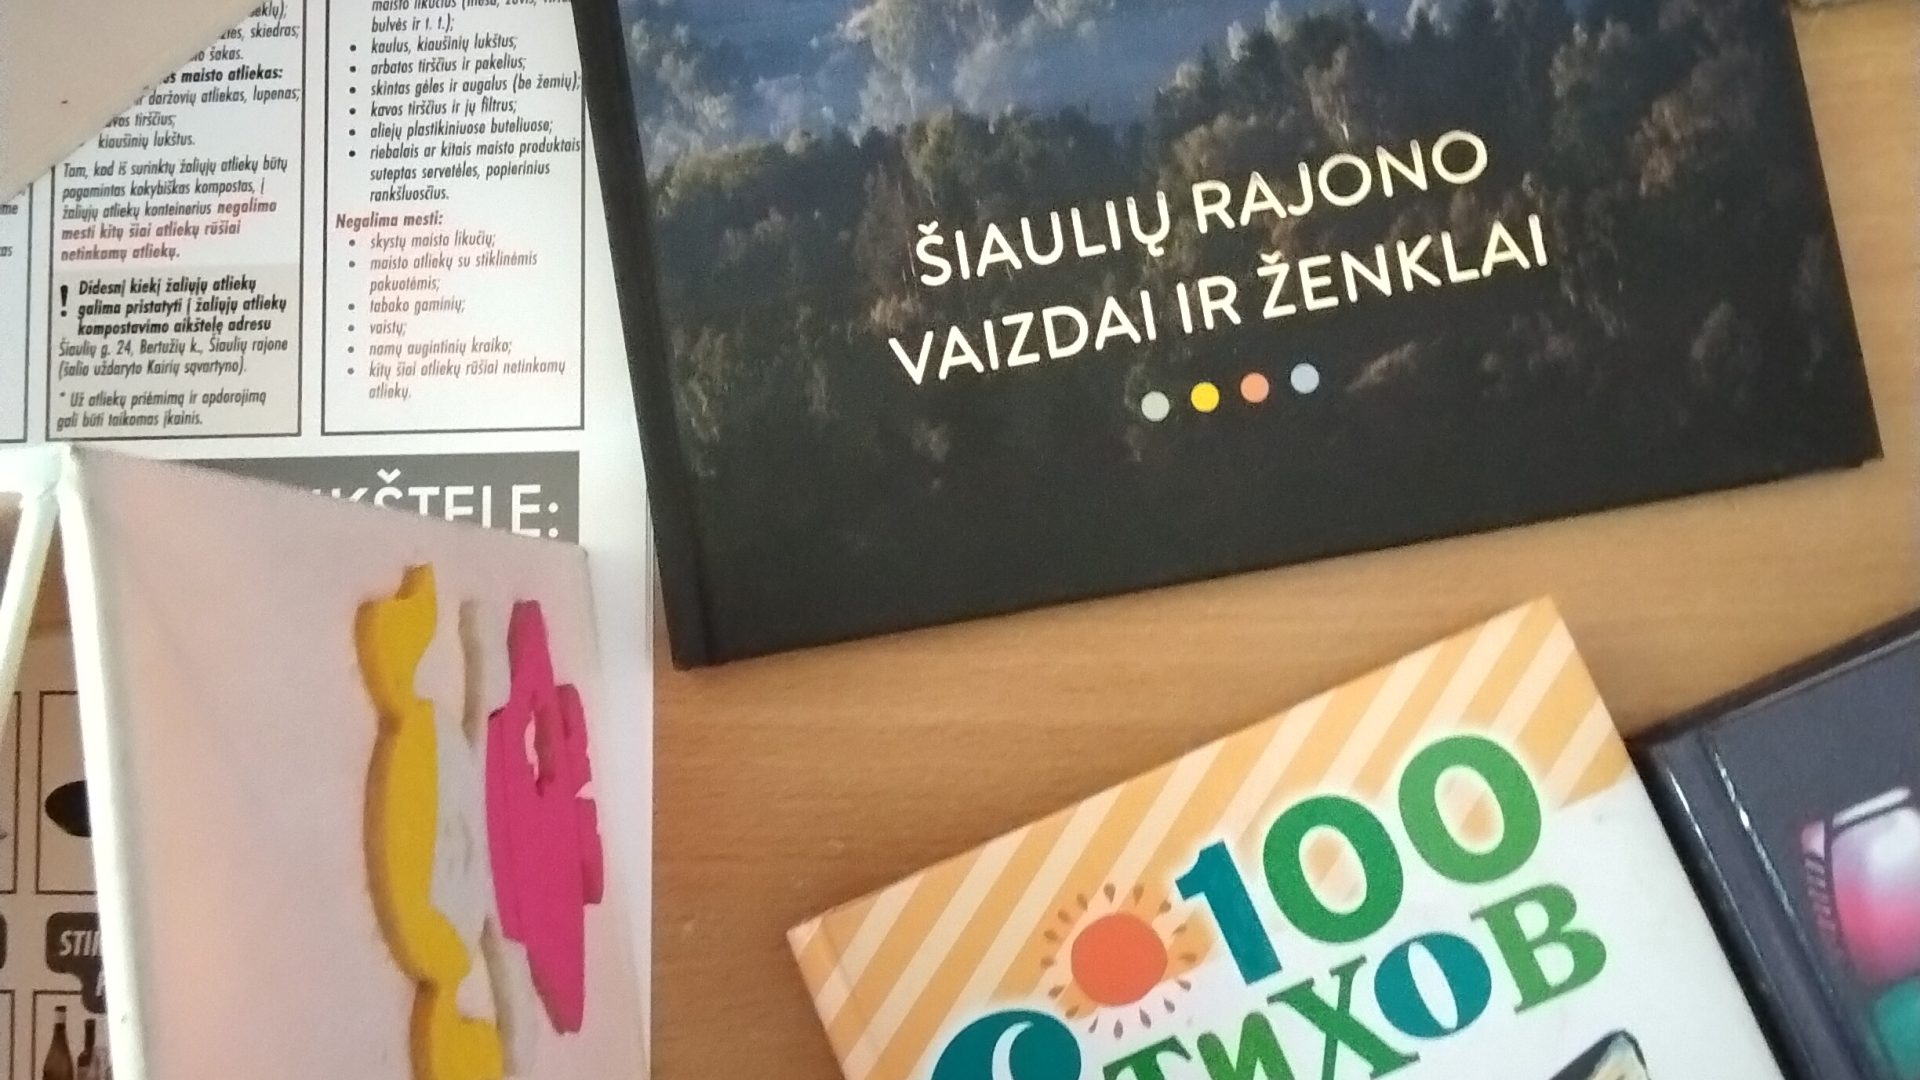 skiedras;
šakas.
maisto atliekas:
daržovių atliekas, lupenas;
tirščius;
kiaušinių lukštus.
Tam, kad iš surinktų žaliųjų atliekų būtų
pagamintas kokybiškas kompostas, į
žaliųjų atliekų konteinerius negalima
mesti kitų šiai atliekų rūšiai
netinkamų atliekų.
! Didesnį kiekį žaliųjų atliekų
galima pristatyti į žaliųjų atliekų
kompostavimo aikštelę adresu
Šiaulių g. 24, Bertužių k., Šiaulių rajone
(šalia uždaryto Kairių sąvartyno).
* Už atliekų priėmimą ir apdorojimą
gali būti taikomas įkainis.
maisto likučius
bulvės ir t. t.);
• kaulus, kiaušinių lukštus;
• arbatos tirščius ir pakelius;
• skintas gėles ir augalus (be žemių);
• kavos tirščius ir jų filtrus;
• aliejų plastikiniuose buteliuose;
• riebalais ar kitais maisto produktais
suteptas servetėles, popierinius
rankšluosčius.
Negalima mesti:
• skystų maisto likučių;
• maisto atliekų su stiklinėmis
pakuotėmis;
• tabako gaminių;
• vaistų;
• namų augintinių kraiko;
• kitų šiai atliekų rūšiai netinkamų
atliekų.
ŠTELE:
ŠIAULIŲ RAJONO
VAIZDAI IR ŽENKLAI
100
СТИХОВ